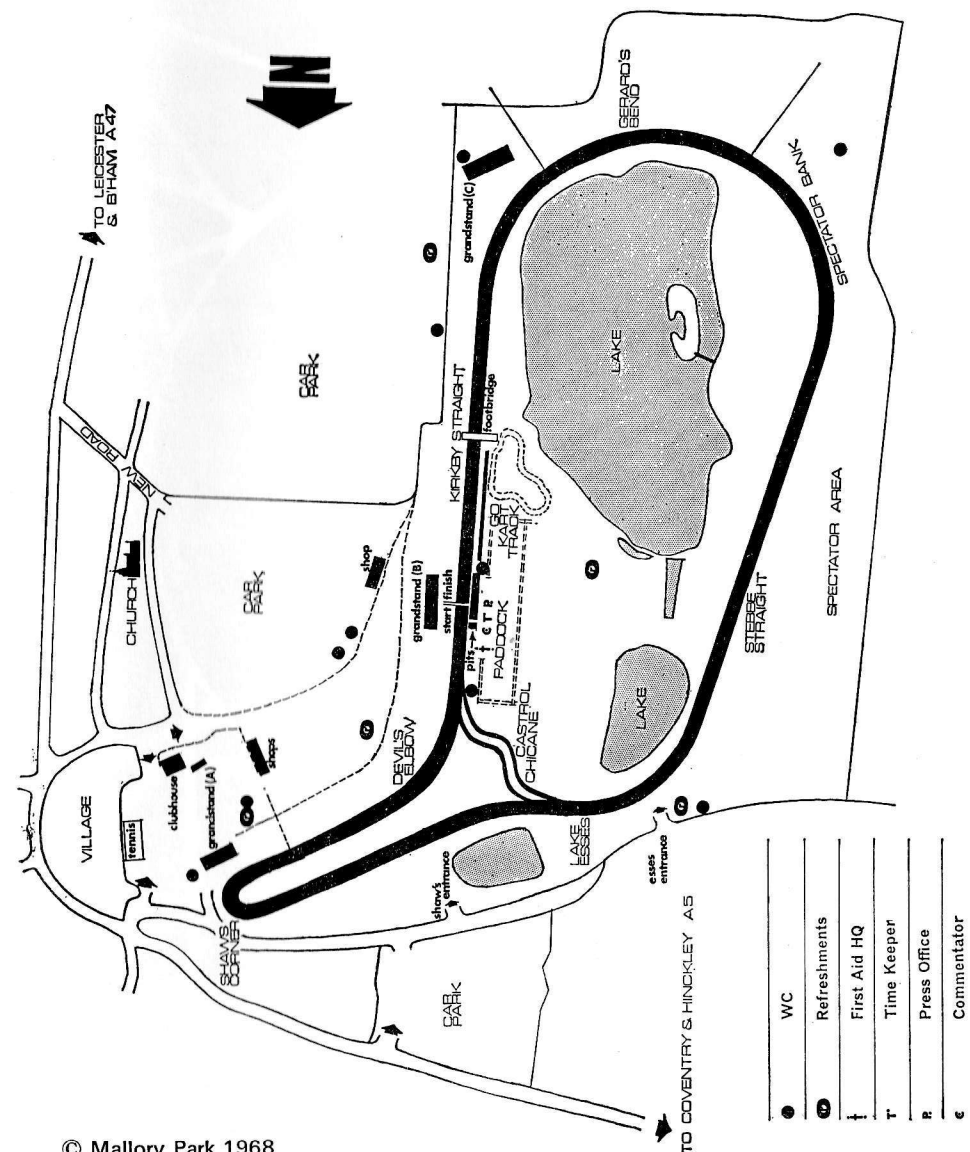 N
TO LEICESTER
& B'HAM A47
NEW ROAD
CHURCH
VILLAGE
tennis
clubhouse
grandstand (A)
shops
CAR
PARK
shop
CAR
PARK
grandstand (B)
start finish
KIRKBY STRAIGHT
footbridge
grandstand (C)
GERARD'S
BEND
SPECTATOR BANK
LAKE
GO
KART
TRACK
pits
† c T P.
PADDOCK
CASTROL
CHICANE
DEVIL'S
ELBOW
LAKE
STEBBE
STRAIGHT
SPECTATOR AREA
LAKE
ESSES
esses
entrance
shaw's
entrance
SHAWS
CORNER
CAR
PARK
TO COVENTRY & HINCKLEY A5
WC
Refreshments
† First Aid HQ
T Time Keeper
P. Press Office
c Commentator
© Mallory Park 1968